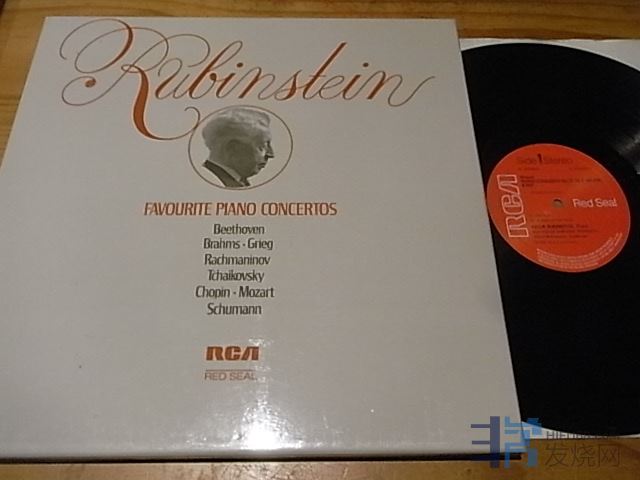 Rubinstein
FAVOURITE PIANO CONCERTOS
Beethoven
Brahms · Grieg
Rachmaninov
Tchaikovsky
Chopin · Mozart
Schumann
RCA
RED SEAL
Side 1 Stereo
RCA
Red Seal
发烧网